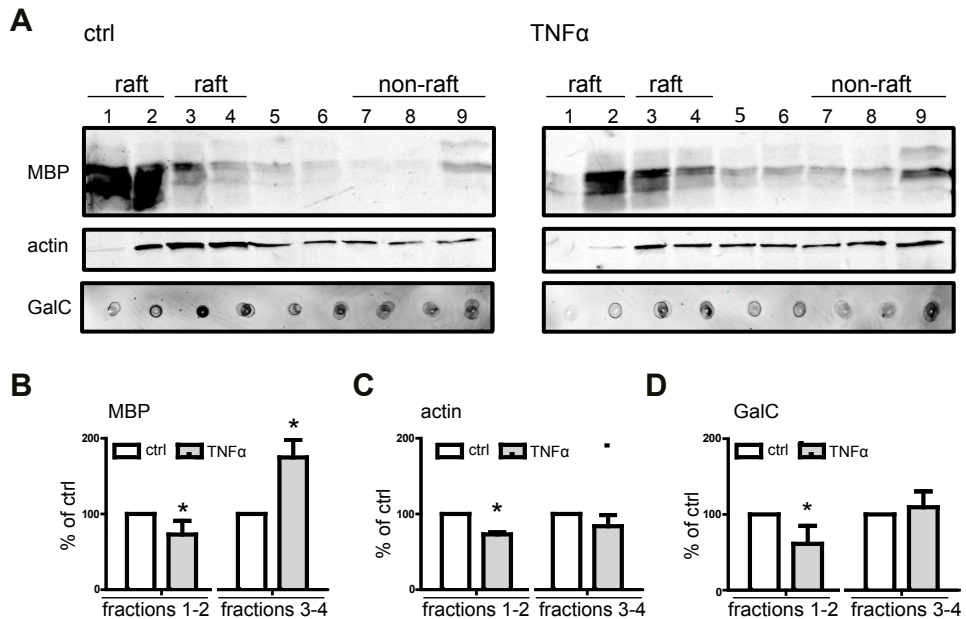 A
ctrl
TNFα
raft raft non-raft
raft raft non-raft
1 2 3 4 5 6 7 8 9
1 2 3 4 5 6 7 8 9
MBP
actin
GalC
B
MBP
200
100
0
% of ctrl
ctrl TNFα
*
*
fractions 1-2 fractions 3-4
C
actin
200
100
0
% of ctrl
ctrl TNFα
*
fractions 1-2 fractions 3-4
D
GalC
200
100
0
% of ctrl
ctrl TNFα
*
fractions 1-2 fractions 3-4